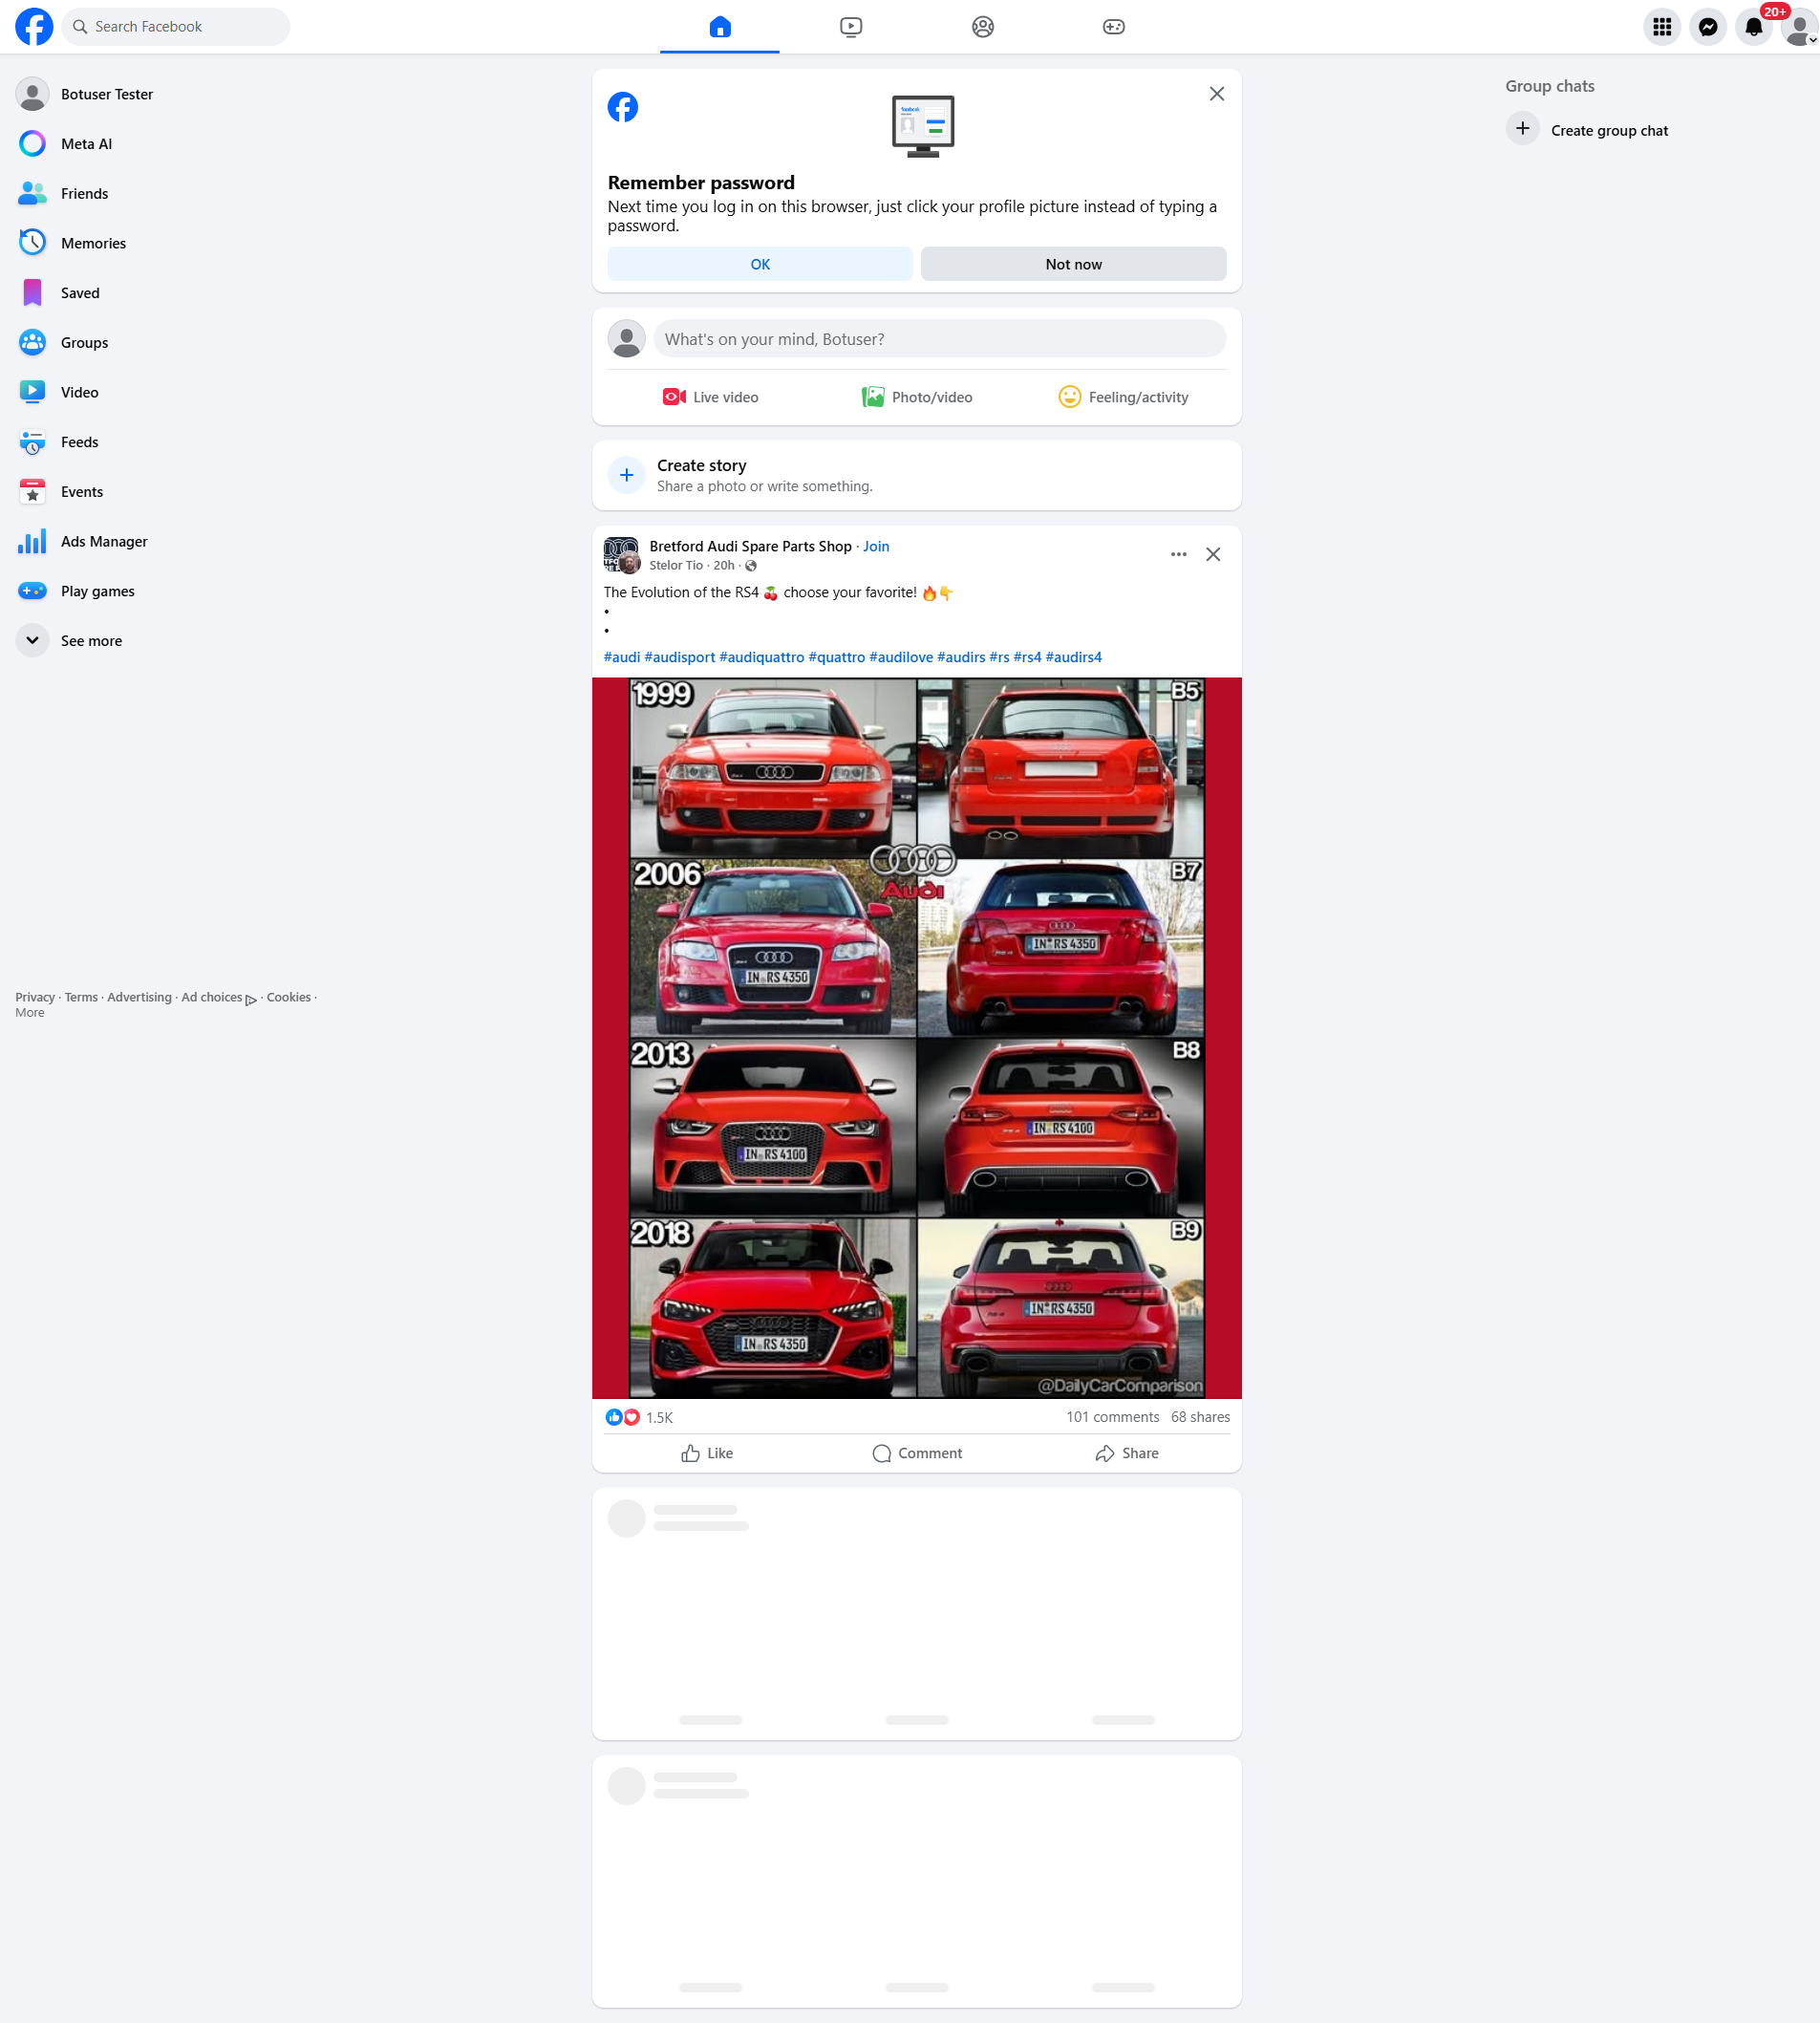 Search Facebook
20+
Botuser Tester
Meta AI
Friends
Memories
Saved
Groups
Video
Feeds
Events
Ads Manager
Play games
See more
Privacy · Terms · Advertising · Ad choices · Cookies ·
More
Remember password
Next time you log in on this browser, just click your profile picture instead of typing a
password.
OK
Not now
What's on your mind, Botuser?
Live video
Photo/video
Feeling/activity
Create story
Share a photo or write something.
Bretford Audi Spare Parts Shop · Join
Stelor Tio · 20h ·
The Evolution of the RS4 🍒 choose your favorite! 🔥👇
•
•
#audi #audisport #audiquattro #quattro #audilove #audirs #rs #rs4 #audirs4
1999
B5
2006
Audi
B7
IN RS 4350
IN RS 4350
2013
B8
IN RS 4100
IN RS 4100
2018
B9
IN RS 4350
IN RS 4350
@DailyCarComparison
1.5K
101 comments 68 shares
Like
Comment
Share
Group chats
Create group chat